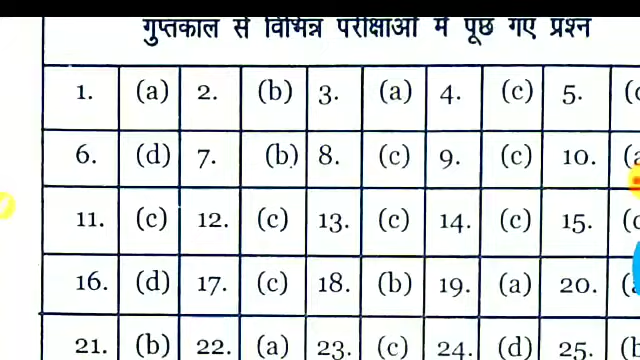 गुप्तकाल से विभिन्न परीक्षाओं में पूछ गए प्रश्न
1. (a) 2. (b) 3. (a) 4. (c) 5.
6. (d) 7. (b) 8. (c) 9. (c) 10.
11. (c) 12. (c) 13. (c) 14. (c) 15.
16. (d) 17. (c) 18. (b) 19. (a) 20.
21. (b) 22. (a) 23. (c) 24. (d) 25.